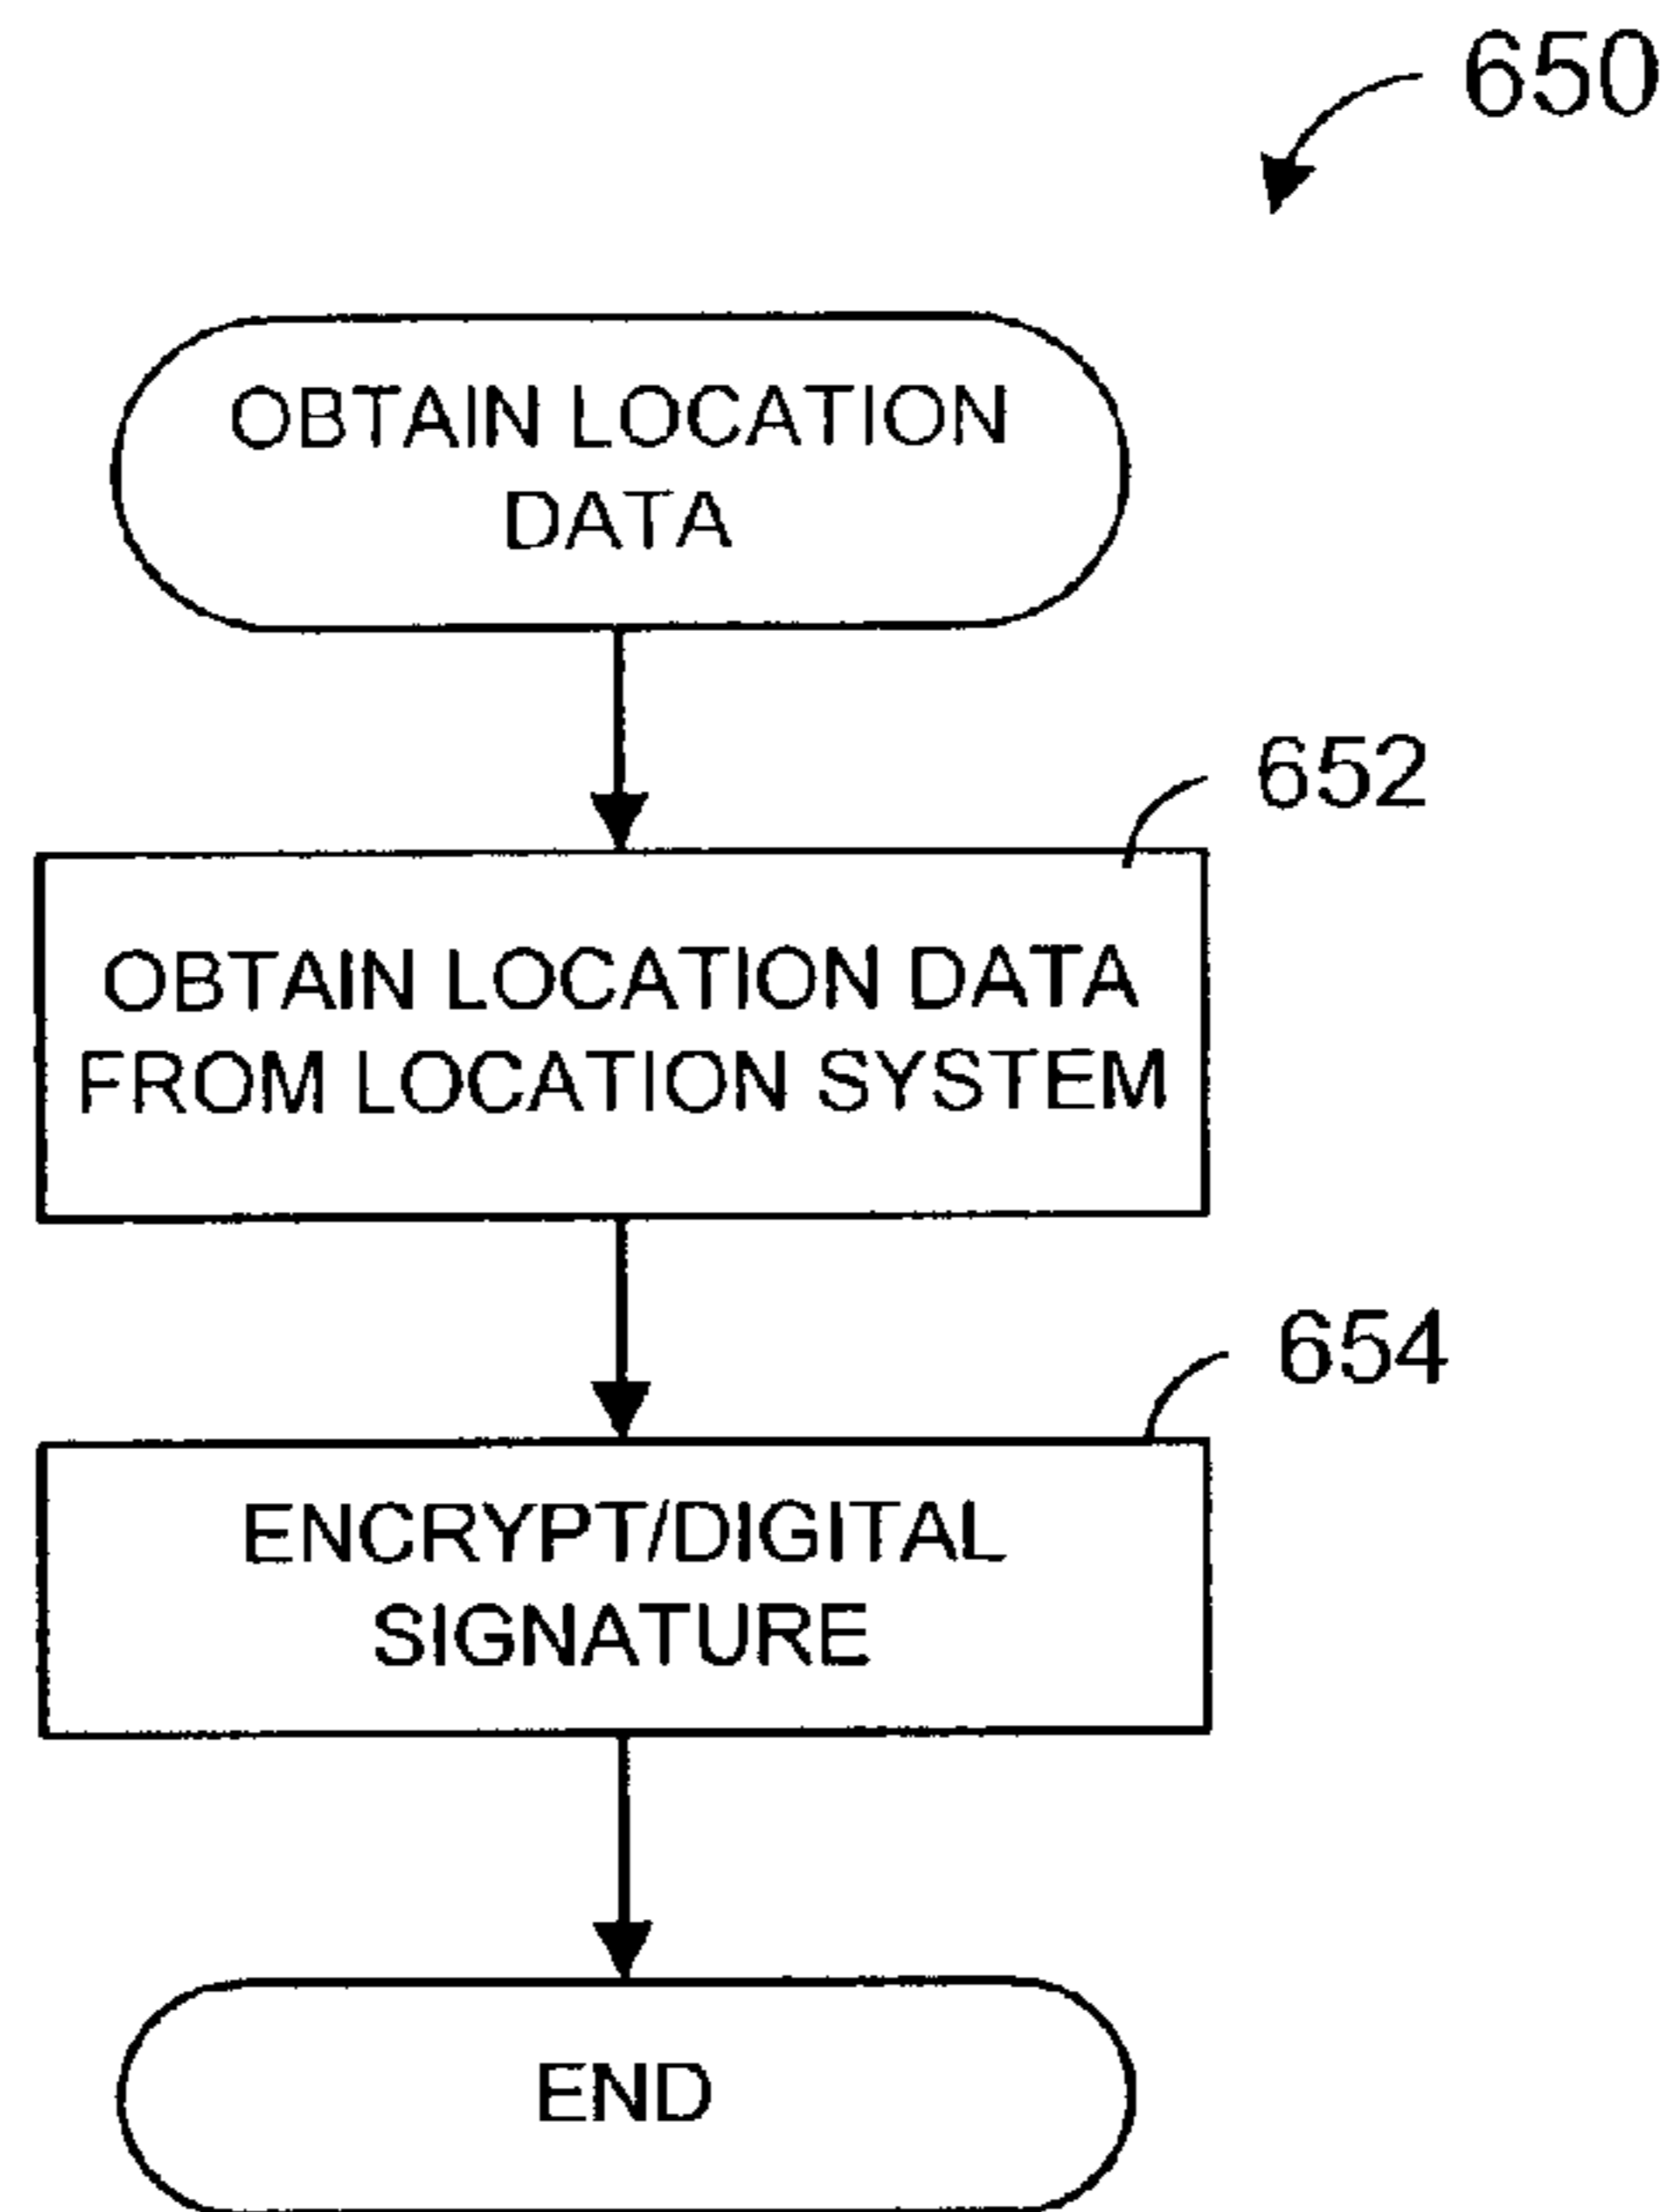 650
OBTAIN LOCATION
DATA
652
OBTAIN LOCATION DATA
FROM LOCATION SYSTEM
654
ENCRYPT/DIGITAL
SIGNATURE
END